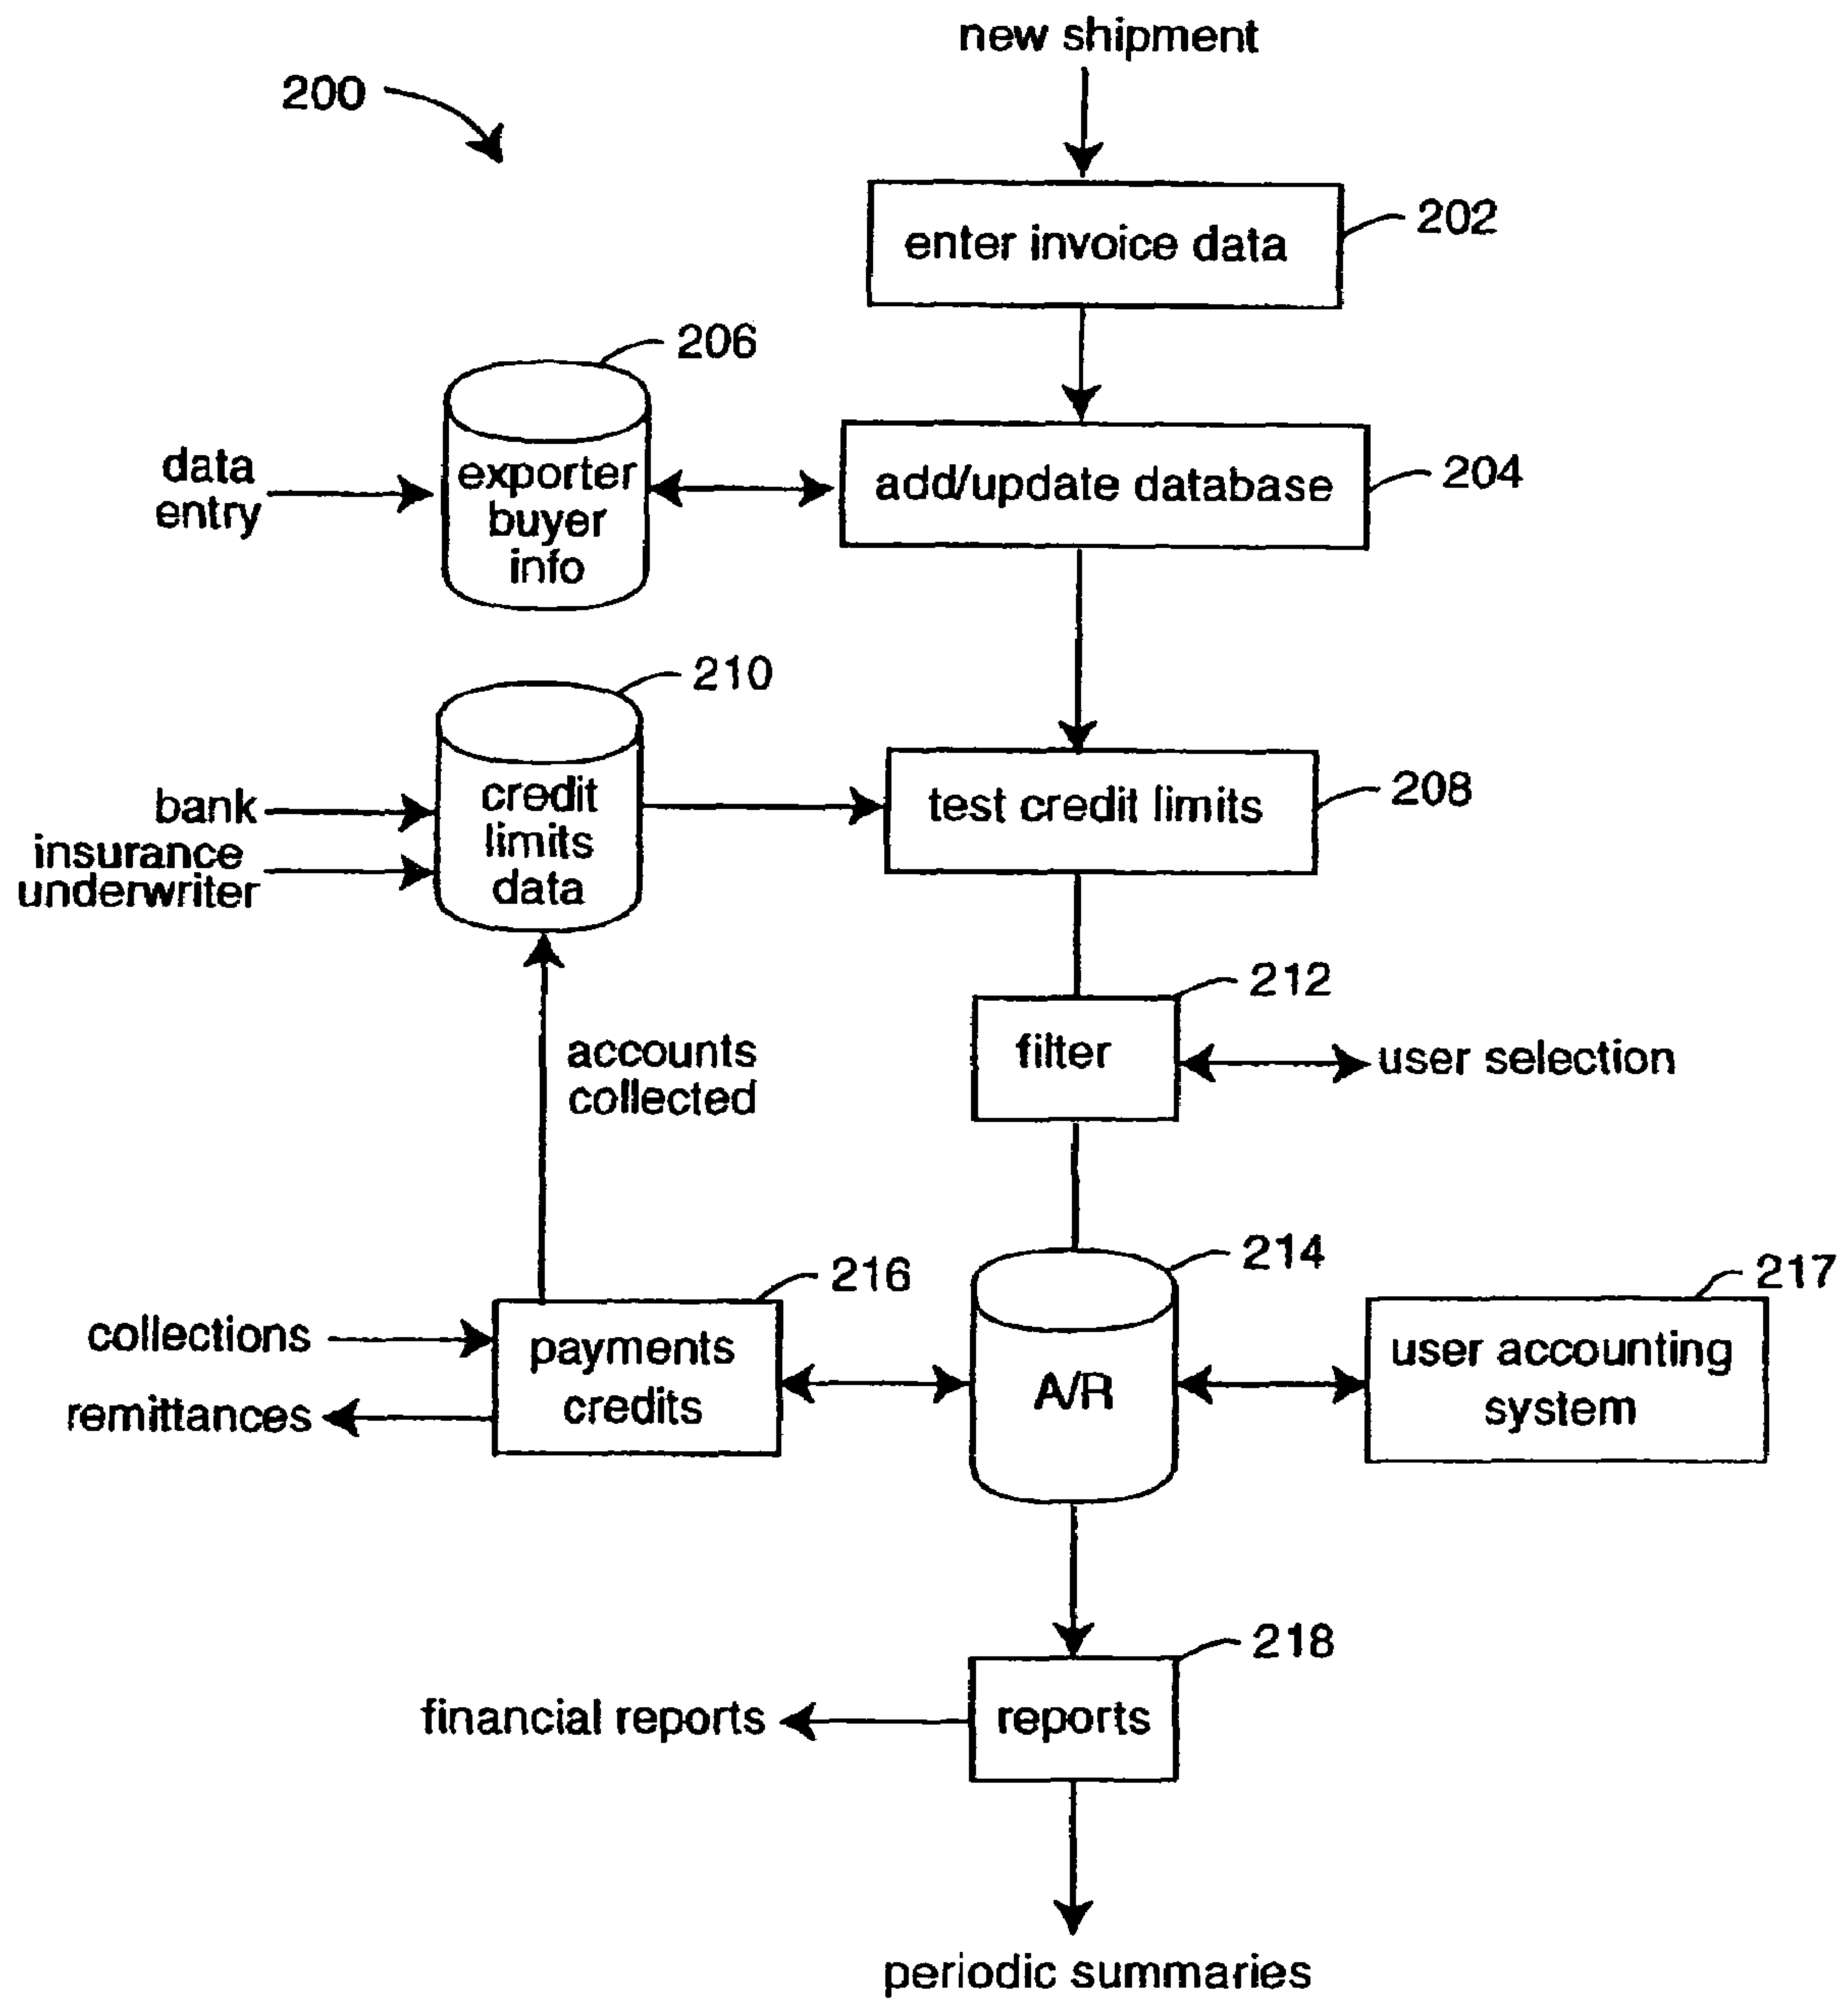 new shipment
200
enter invoice data
202
206
data
entry
exporter
buyer
info
add/update database
204
210
bank
insurance
underwriter
credit
limits
data
test credit limits
208
212
filter
user selection
accounts
collected
214
216
217
collections
remittances
payments
credits
A/R
user accounting
system
218
financial reports
reports
periodic summaries